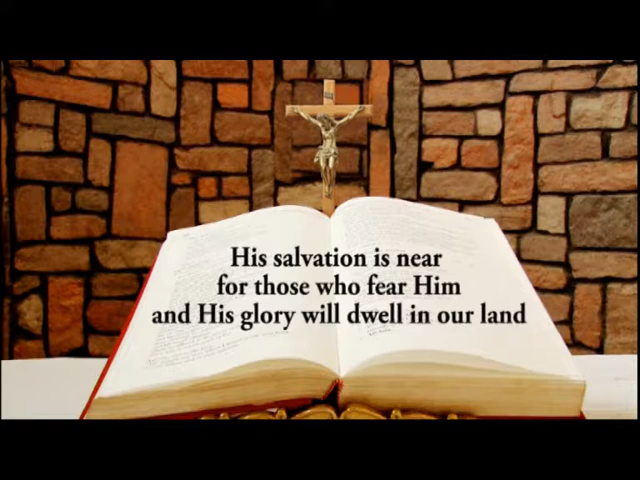 His salvation is near
for those who fear Him
and His glory will dwell in our land